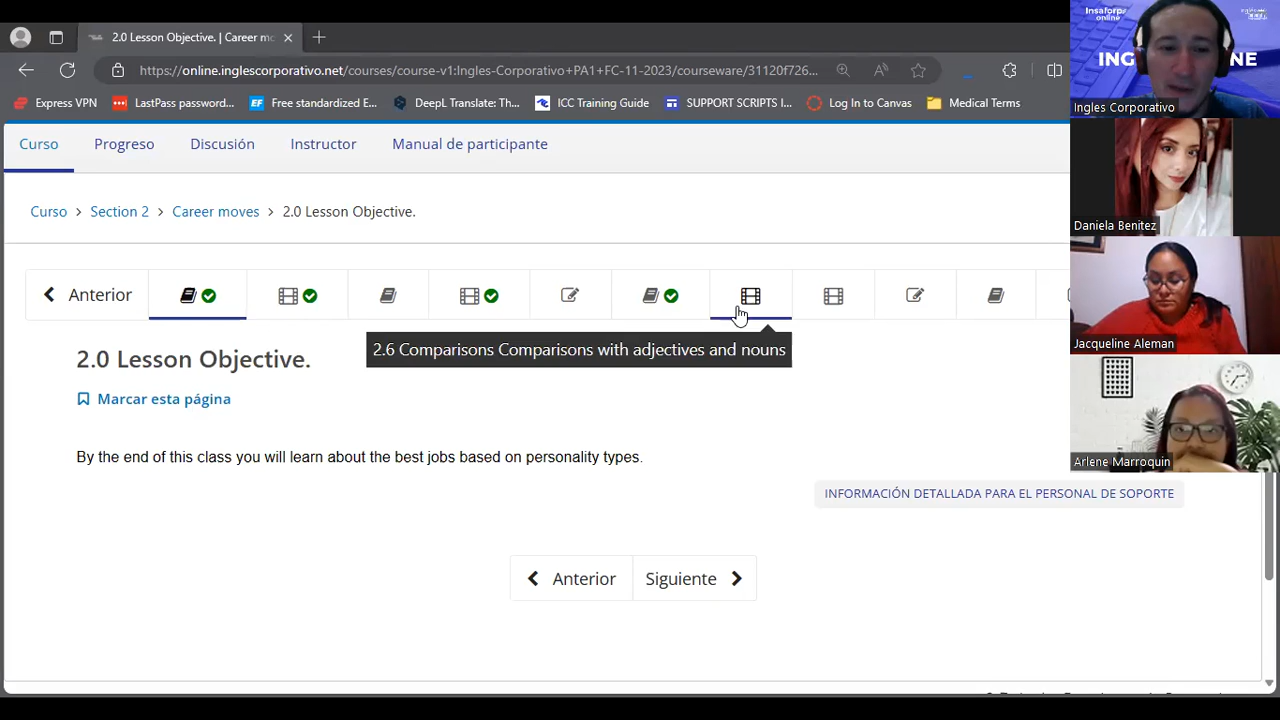 2.0 Lesson Objective. | Career mo
https://online.inglescorporativo.net/courses/course-v1:Ingles-Corporativo+PA1+FC-11-2023/courseware/31120f726...
Express VPN
LastPass password...
Free standardized E...
DeepL Translate: Th...
ICC Training Guide
SUPPORT SCRIPTS I...
Log In to Canvas
Medical Terms
Curso
Progreso
Discusión
Instructor
Manual de participante
Curso > Section 2 > Career moves > 2.0 Lesson Objective.
Anterior
2.6 Comparisons Comparisons with adjectives and nouns
2.0 Lesson Objective.
Marcar esta página
By the end of this class you will learn about the best jobs based on personality types.
INFORMACIÓN DETALLADA PARA EL PERSONAL DE SOPORTE
Anterior
Siguiente
Insaforp
online
ING
NE
Ingles Corporativo
Daniela Benitez
Jacqueline Aleman
Arlene Marroquin